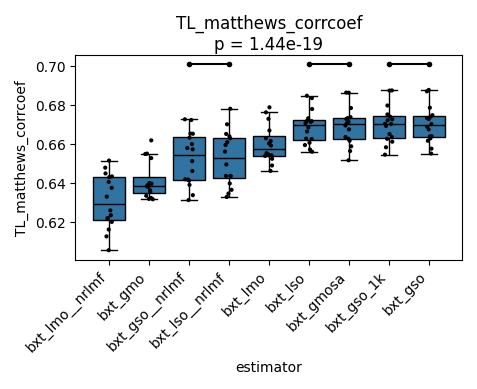 TL_matthews_corrcoef
p = 1.44e-19
TL_matthews_corrcoef
0.70
0.68
0.66
0.64
0.62
bxt_lmo__nrlmf
bxt_gmo
bxt_gso__nrlmf
bxt_lso__nrlmf
bxt_lmo
bxt_lso
bxt_gmosa
bxt_gso_1k
bxt_gso
estimator